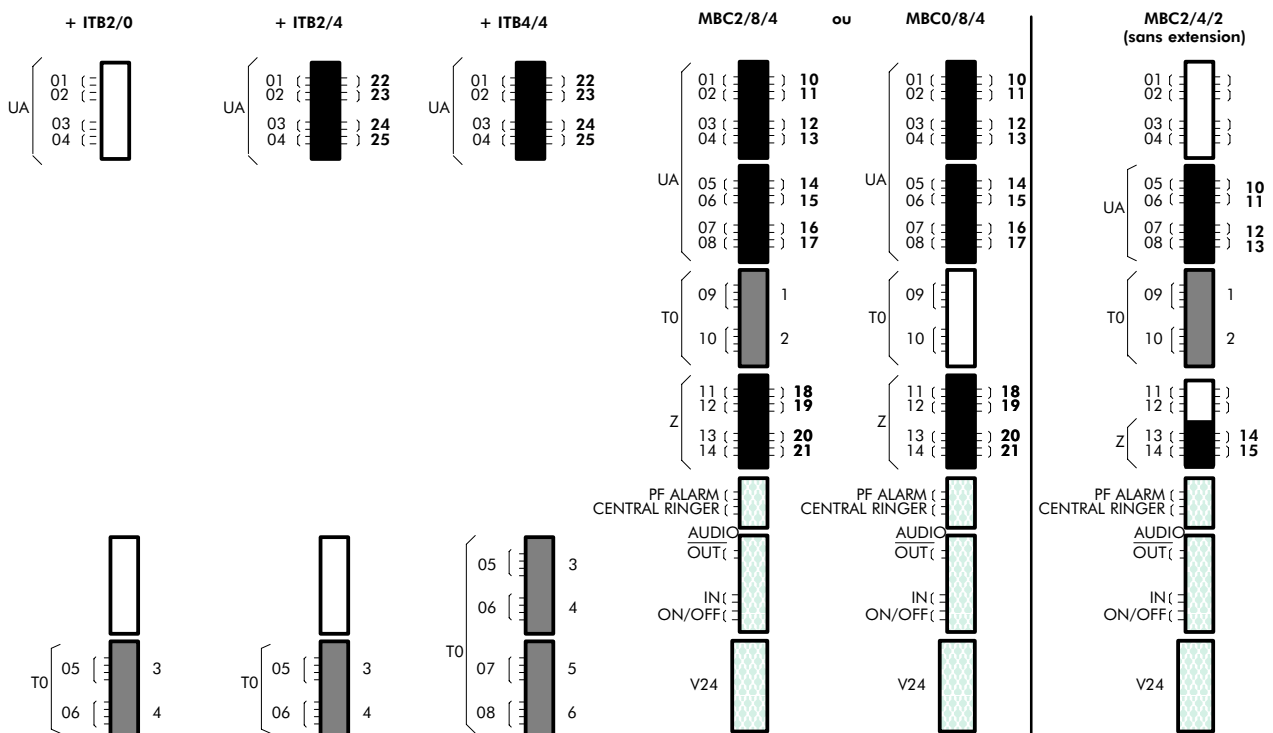 + ITB2/0
+ ITB2/4
+ ITB4/4
MBC2/8/4 ou MBC0/8/4
MBC2/4/2
(sans extension)
UA
01
02
03
04
T0
05 3
06 4
UA
01 22
02 23
03 24
04 25
T0
05 3
06 4
UA
01 22
02 23
03 24
04 25
T0
05 3
06 4
07 5
08 6
UA
01 10
02 11
03 12
04 13
05 14
06 15
07 16
08 17
T0
09 1
10 2
Z
11 18
12 19
13 20
14 21
PF ALARM
CENTRAL RINGER
AUDIO
OUT
IN
ON/OFF
V24
UA
01 10
02 11
03 12
04 13
05 14
06 15
07 16
08 17
T0
09
10
Z
11 18
12 19
13 20
14 21
PF ALARM
CENTRAL RINGER
AUDIO
OUT
IN
ON/OFF
V24
01
02
03
04
UA
05 10
06 11
07 12
08 13
T0
09 1
10 2
11
12
Z
13 14
14 15
PF ALARM
CENTRAL RINGER
AUDIO
OUT
IN
ON/OFF
V24